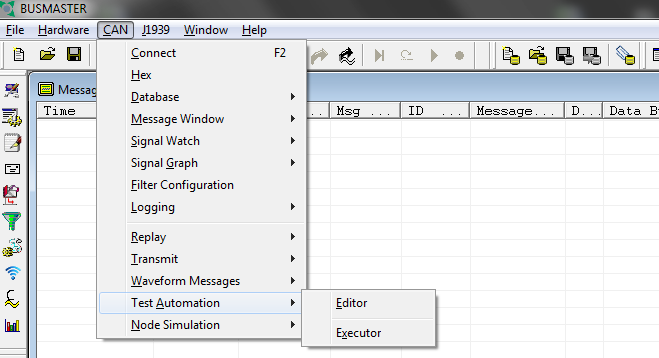 BUSMASTER
File Hardware CAN J1939 Window Help
Connect F2
Hex
Database
Message Window
Signal Watch
Signal Graph
Filter Configuration
Logging
Replay
Transmit
Waveform Messages
Test Automation
Node Simulation
Editor
Executor
Messag
Time ... Msg ... ID ... Message... D... Data B